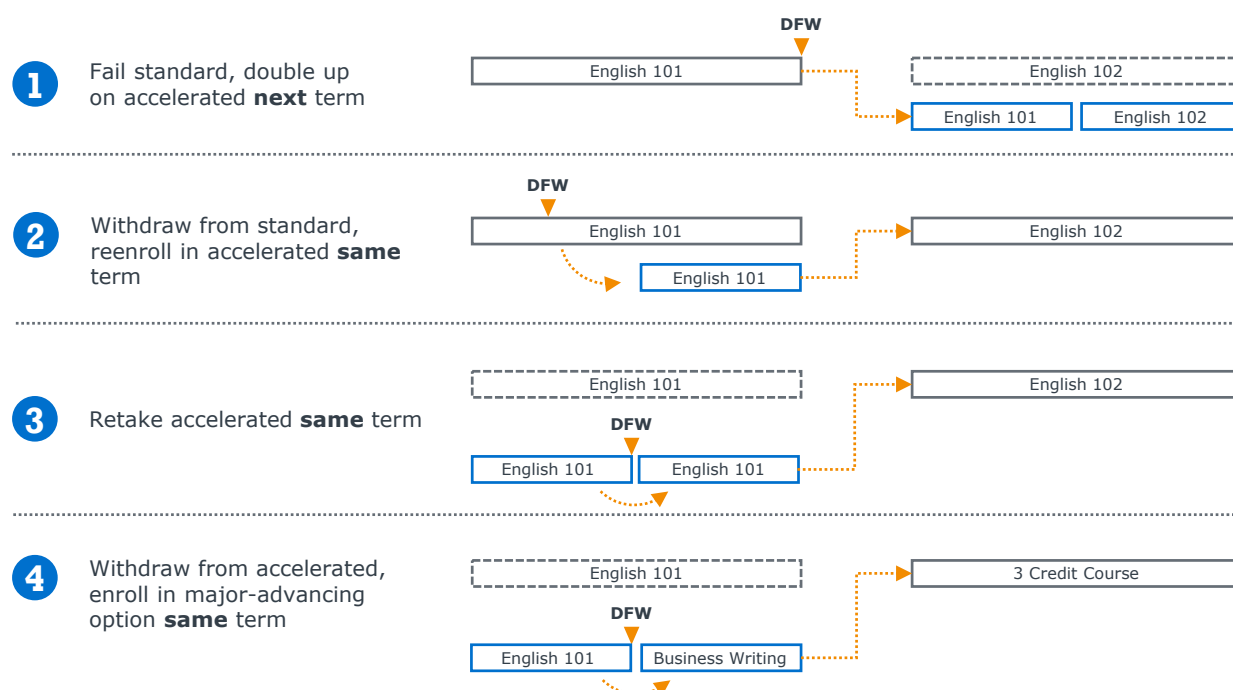 DFW
1
Fail standard, double up
on accelerated next term
English 101
English 102
English 101
English 102
DFW
2
Withdraw from standard,
reenroll in accelerated same
term
English 101
English 102
English 101
3
Retake accelerated same term
English 101
English 102
DFW
English 101
English 101
4
Withdraw from accelerated,
enroll in major-advancing
option same term
English 101
3 Credit Course
DFW
English 101
Business Writing